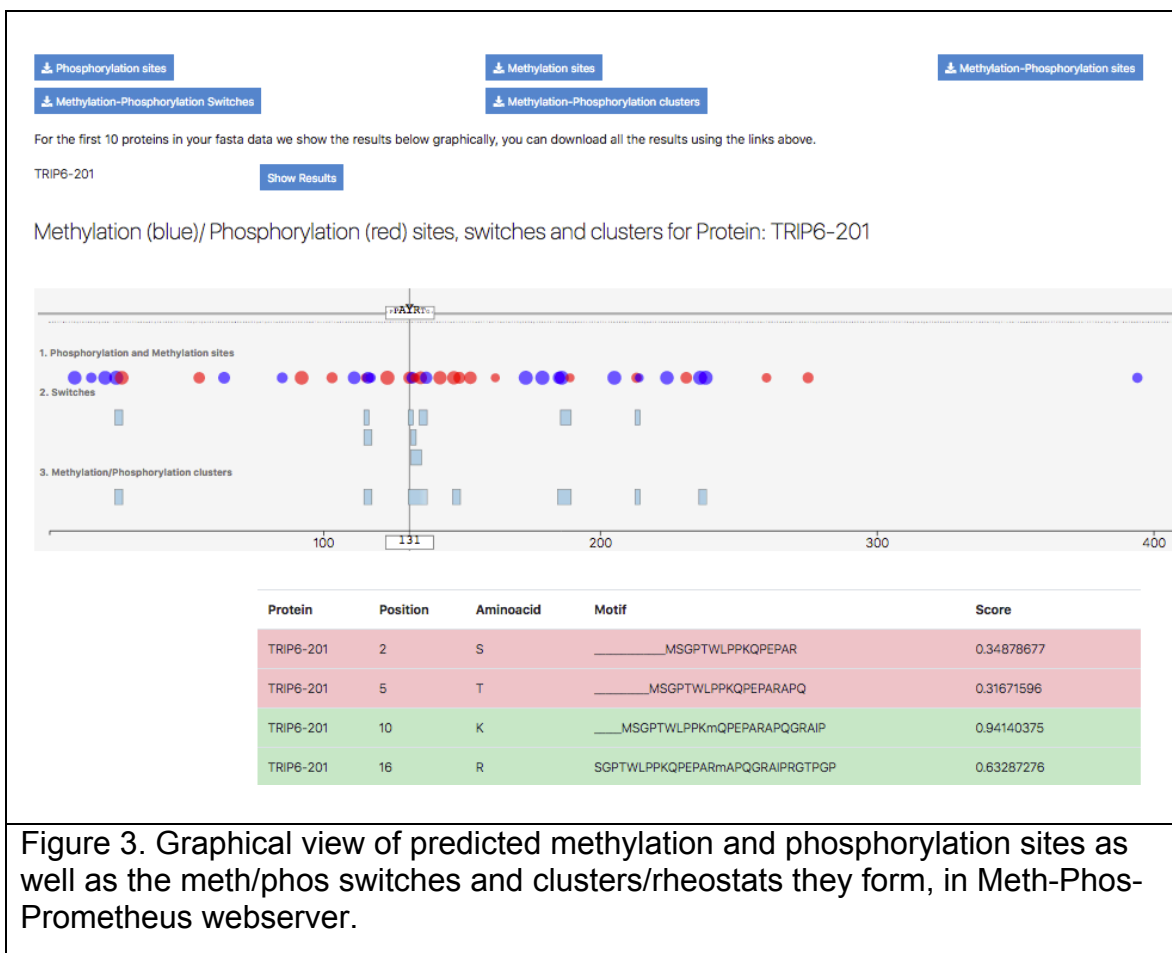 Phosphorylation sites
Methylation sites
Methylation-Phosphorylation sites
Methylation-Phosphorylation Switches
Methylation-Phosphorylation clusters
For the first 10 proteins in your fasta data we show the results below graphically, you can download all the results using the links above.
TRIP6-201 Show Results
Methylation (blue)/ Phosphorylation (red) sites, switches and clusters for Protein: TRIP6-201
PAYRT
1. Phosphorylation and Methylation sites
2. Switches
3. Methylation/Phosphorylation clusters
100 131 200 300 400
Protein Position Aminoacid Motif Score
TRIP6-201 2 S _____________MSGPTWLPPKQPEPAR 0.34878677
TRIP6-201 5 T __________MSGPTWLPPKQPEPARAPQ 0.31671596
TRIP6-201 10 K _____MSGPTWLPPKmQPEPARAPQGRAIP 0.94140375
TRIP6-201 16 R SGPTWLPPKQPEPARmAPQGRAIPRGTPGP 0.63287276
Figure 3. Graphical view of predicted methylation and phosphorylation sites as
well as the meth/phos switches and clusters/rheostats they form, in Meth-Phos-
Prometheus webserver.